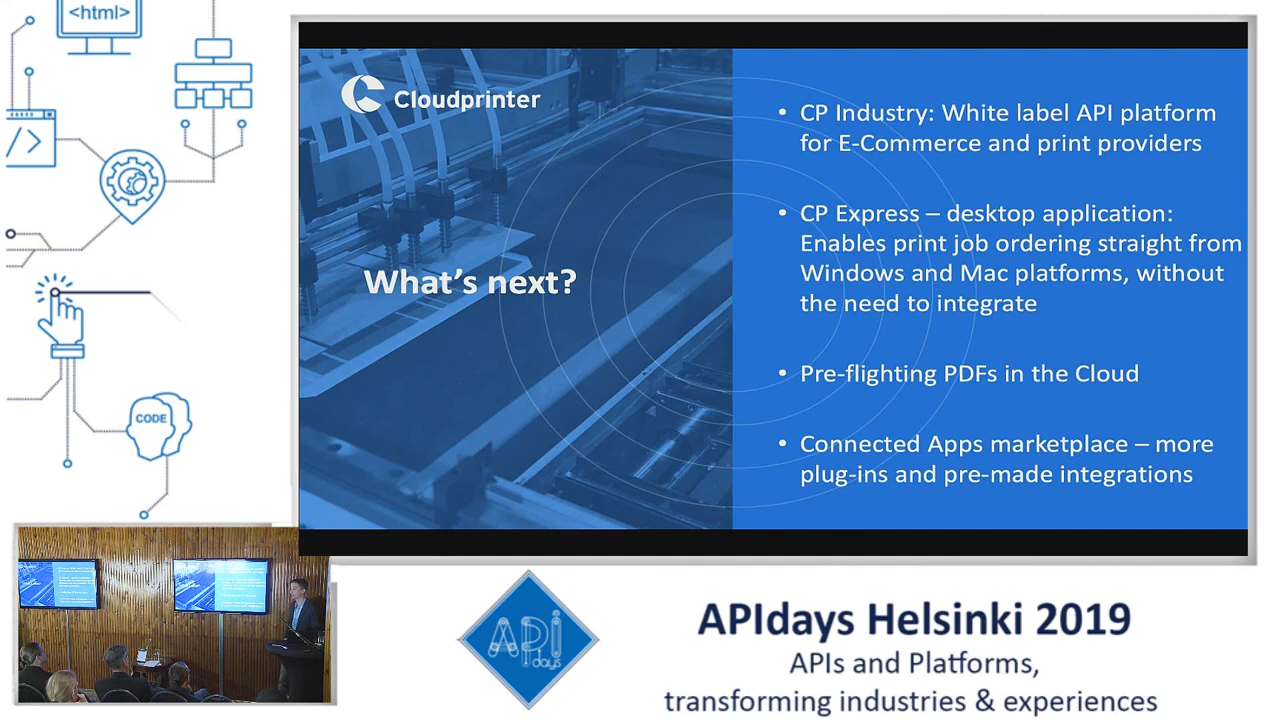 <html>
</>
CODE
Cloudprinter
What's next?
• CP Industry: White label API platform
for E-Commerce and print providers
• CP Express – desktop application:
Enables print job ordering straight from
Windows and Mac platforms, without
the need to integrate
• Pre-flighting PDFs in the Cloud
• Connected Apps marketplace – more
plug-ins and pre-made integrations
API
days
APIdays Helsinki 2019
APIs and Platforms,
transforming industries & experiences